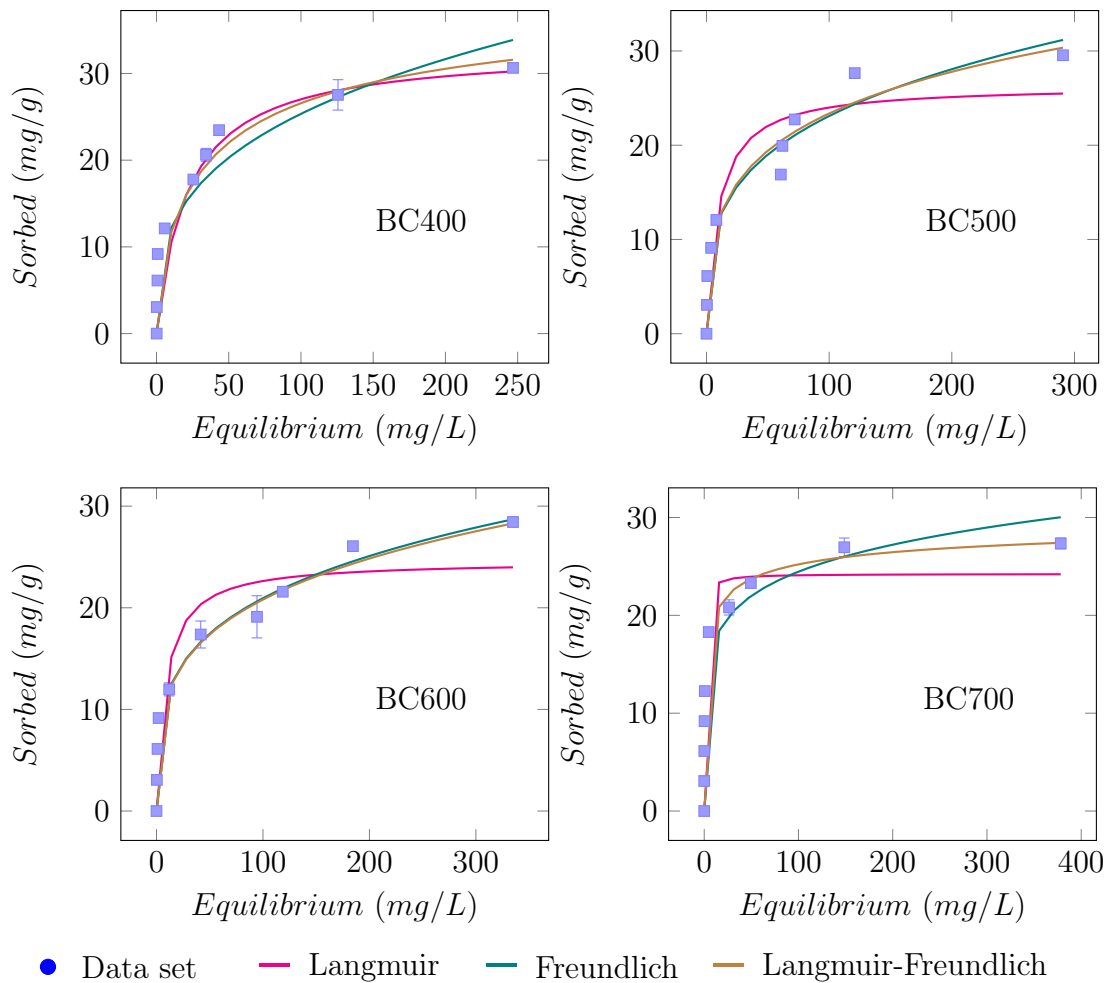 30
20
10
0
Sorbed (mg/g)
BC400
0 50 100 150 200 250
Equilibrium (mg/L)
30
20
10
0
Sorbed (mg/g)
BC500
0 100 200 300
Equilibrium (mg/L)
30
20
10
0
Sorbed (mg/g)
BC600
0 100 200 300
Equilibrium (mg/L)
30
20
10
0
Sorbed (mg/g)
BC700
0 100 200 300 400
Equilibrium (mg/L)
Data set Langmuir Freundlich Langmuir-Freundlich